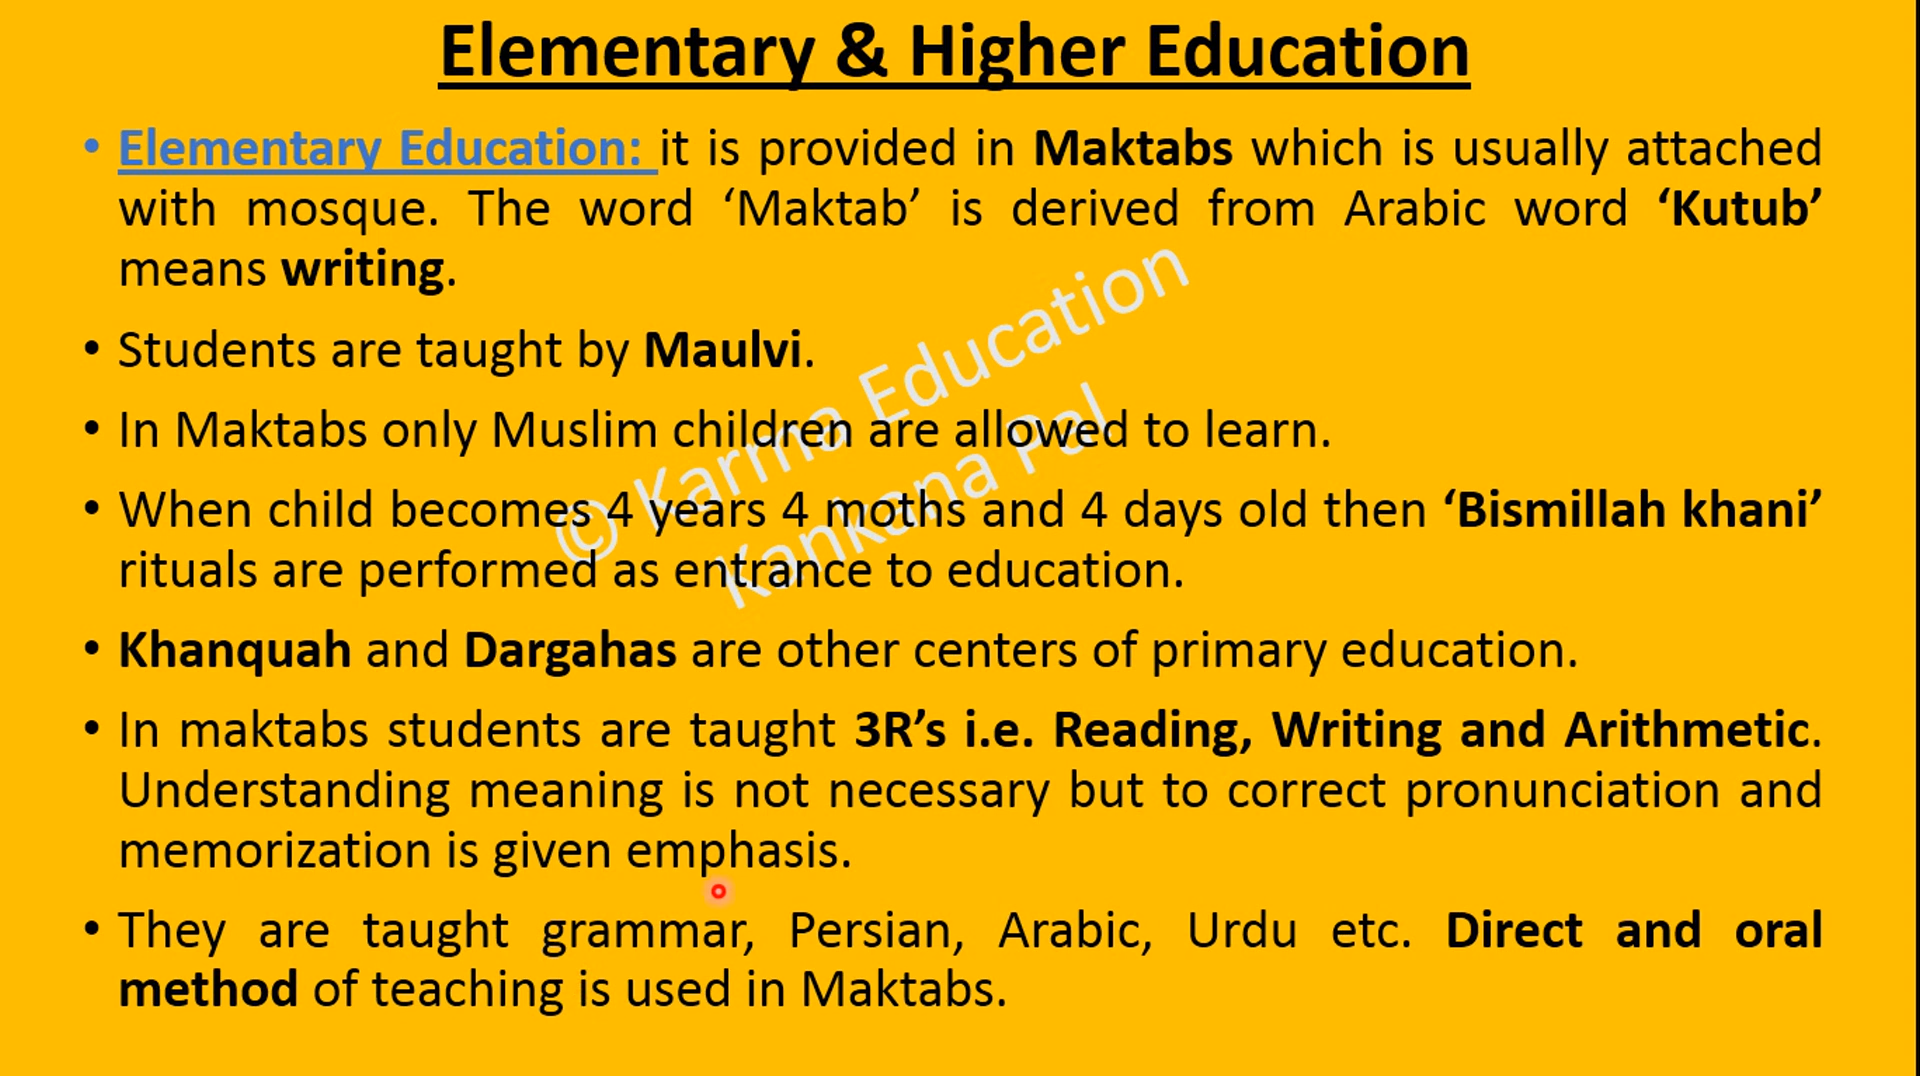 Elementary & Higher Education
• Elementary Education: it is provided in Maktabs which is usually attached
with mosque. The word ‘Maktab’ is derived from Arabic word ‘Kutub’
means writing.
• Students are taught by Maulvi.
• In Maktabs only Muslim children are allowed to learn.
• When child becomes 4 years 4 moths and 4 days old then ‘Bismillah khani’
rituals are performed as entrance to education.
• Khanquah and Dargahas are other centers of primary education.
• In maktabs students are taught 3R’s i.e. Reading, Writing and Arithmetic.
Understanding meaning is not necessary but to correct pronunciation and
memorization is given emphasis.
• They are taught grammar, Persian, Arabic, Urdu etc. Direct and oral
method of teaching is used in Maktabs.
© Karma Education
Kankana Pal